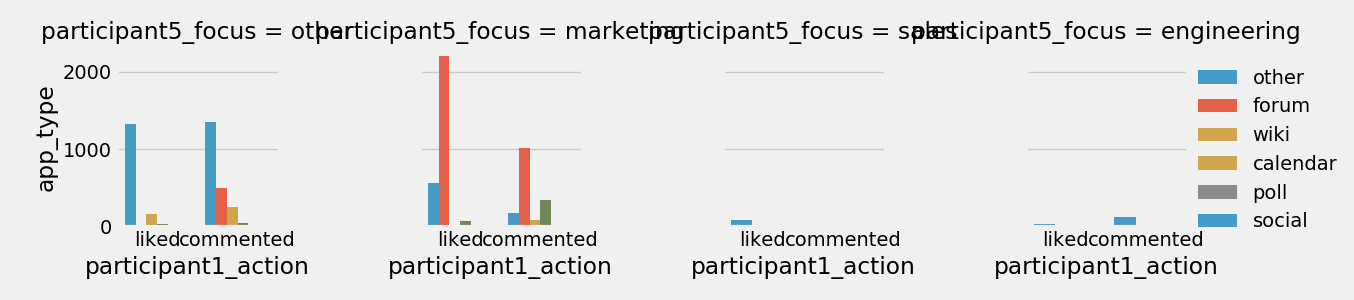 participant5_focus = other
participant5_focus = marketing
participant5_focus = sales
participant5_focus = engineering
app_type
2000
1000
0
liked
commented
participant1_action
liked
commented
participant1_action
liked
commented
participant1_action
liked
commented
participant1_action
other
forum
wiki
calendar
poll
social